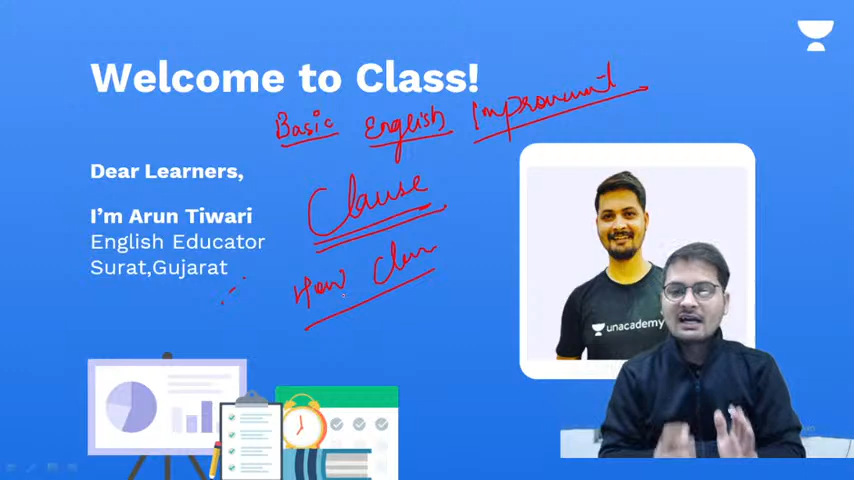 Welcome to Class!
Basic English Improvement
Dear Learners,
Clause
I'm Arun Tiwari
English Educator
Surat,Gujarat
unacademy